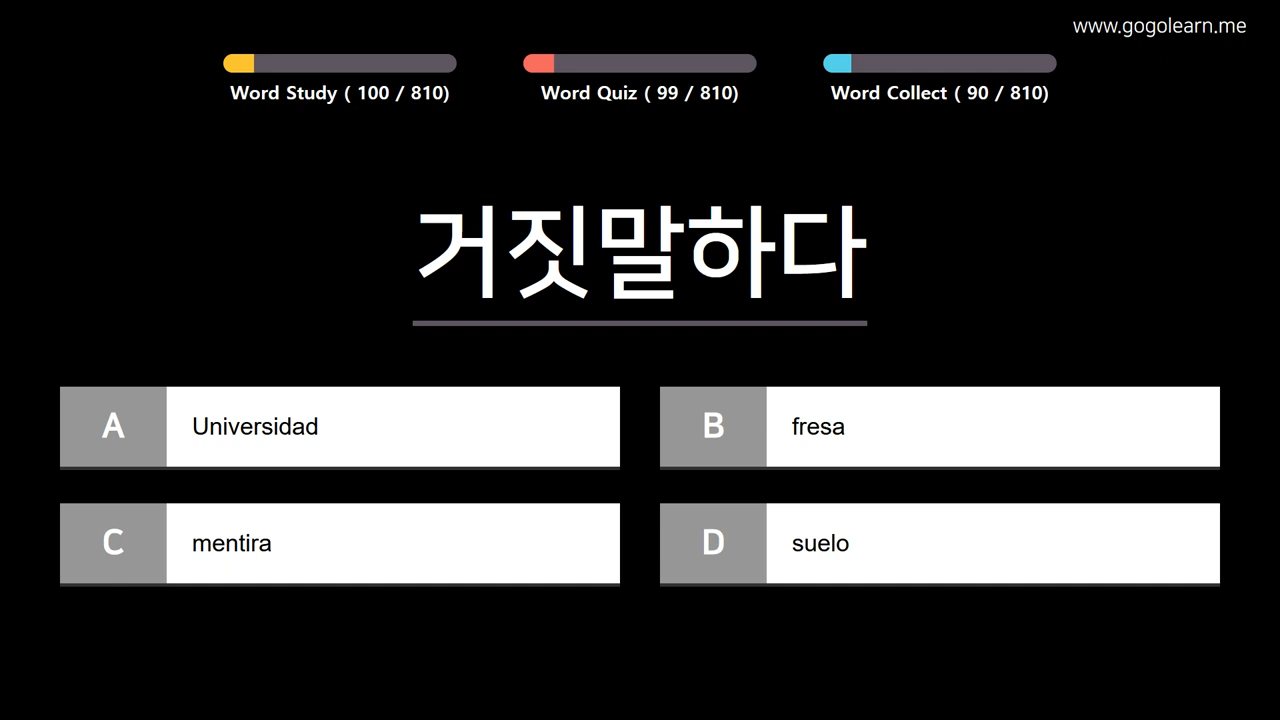 www.gogolearn.me
Word Study ( 100 / 810)
Word Quiz ( 99 / 810)
Word Collect ( 90 / 810)
거짓말하다
A Universidad
B fresa
C mentira
D suelo